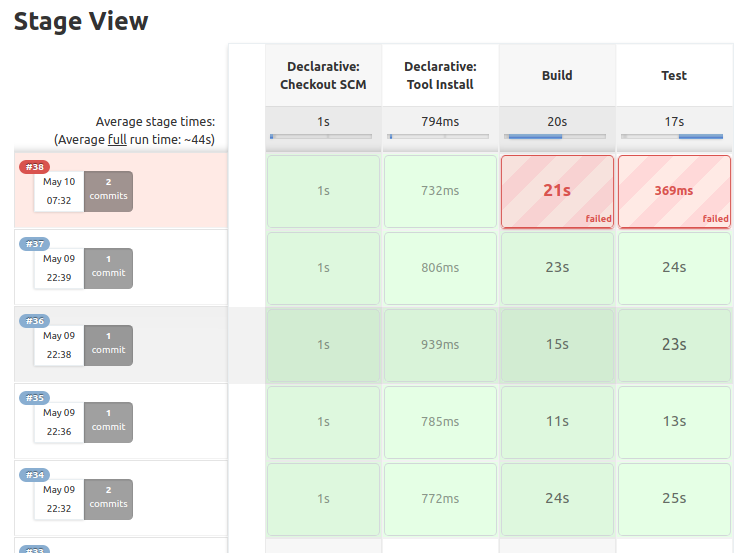 Stage View
Declarative: Checkout SCM
Declarative: Tool Install
Build
Test
Average stage times:
(Average full run time: ~44s)
1s
794ms
20s
17s
#38
May 10
07:32
2
commits
1s
732ms
21s
failed
369ms
failed
#37
May 09
22:39
1
commit
1s
806ms
23s
24s
#36
May 09
22:38
1
commit
1s
939ms
15s
23s
#35
May 09
22:36
1
commit
1s
785ms
11s
13s
#34
May 09
22:32
2
commits
1s
772ms
24s
25s